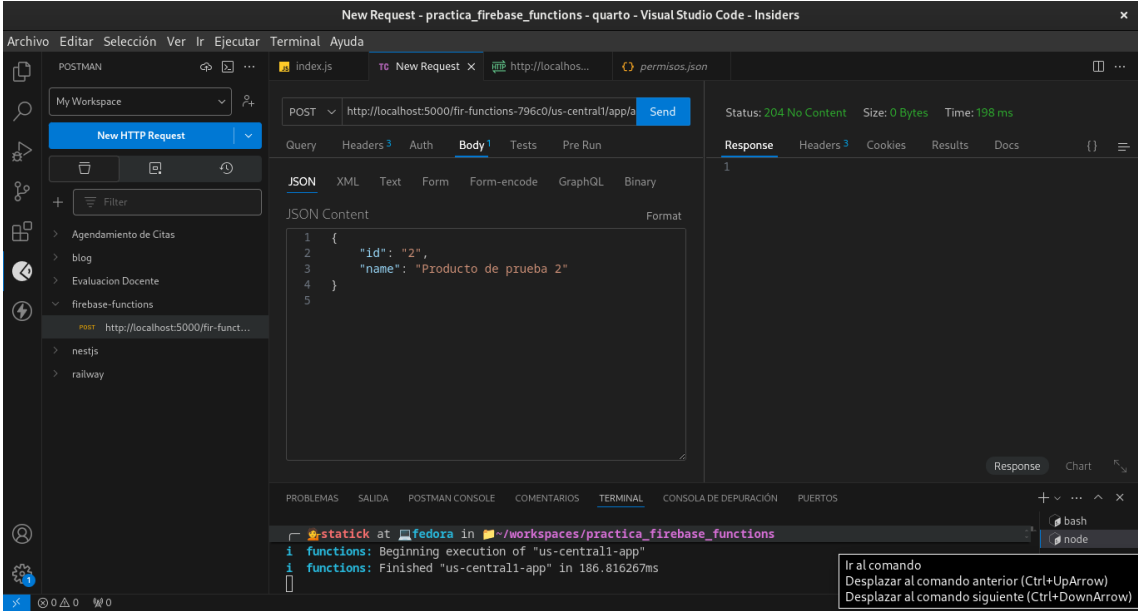 New Request - practica_firebase_functions - quarto - Visual Studio Code - Insiders
Archivo Editar Selección Ver Ir Ejecutar Terminal Ayuda
POSTMAN
JS index.js
TC New Request
HTTP http://localhos...
{} permisos.json
My Workspace
New HTTP Request
Filter
Agendamiento de Citas
blog
Evaluacion Docente
firebase-functions
POST http://localhost:5000/fir-funct...
nestjs
railway
POST http://localhost:5000/fir-functions-796c0/us-central1/app/a Send
Query Headers 3 Auth Body 1 Tests Pre Run
JSON XML Text Form Form-encode GraphQL Binary
JSON Content Format
1 {
2 "id": "2",
3 "name": "Producto de prueba 2"
4 }
5
Status: 204 No Content Size: 0 Bytes Time: 198 ms
Response Headers 3 Cookies Results Docs {}
1
Response Chart
PROBLEMAS SALIDA POSTMAN CONSOLE COMENTARIOS TERMINAL CONSOLA DE DEPURACIÓN PUERTOS
statick at fedora in ~/workspaces/practica_firebase_functions
i functions: Beginning execution of "us-central1-app"
i functions: Finished "us-central1-app" in 186.816267ms
bash
node
Ir al comando
Desplazar al comando anterior (Ctrl+UpArrow)
Desplazar al comando siguiente (Ctrl+DownArrow)
1
0 0 0